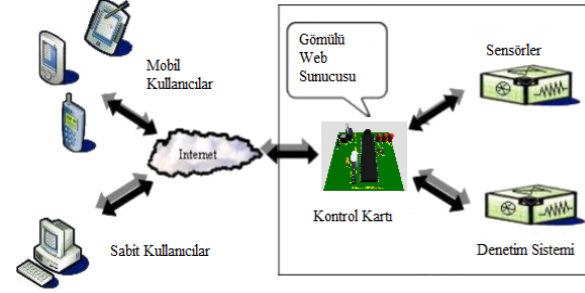 Mobil
Kullanıcılar
Gömülü
Web
Sunucusu
Sensörler
Internet
Kontrol Kartı
Sabit Kullanıcılar
Denetim Sistemi